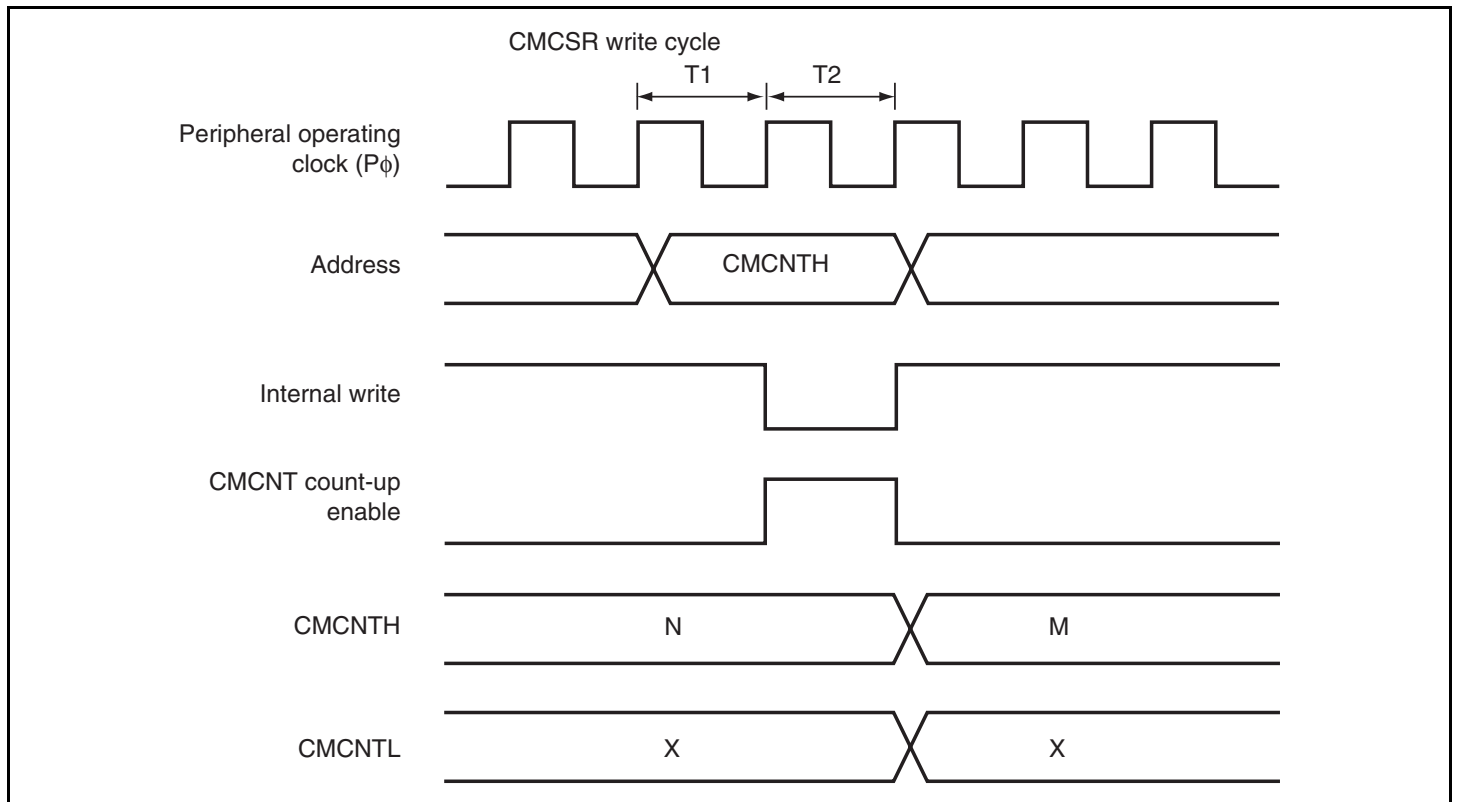 CMCSR write cycle
T1 T2
Peripheral operating
clock (Pϕ)
Address CMCNTH
Internal write
CMCNT count-up
enable
CMCNTH N M
CMCNTL X X